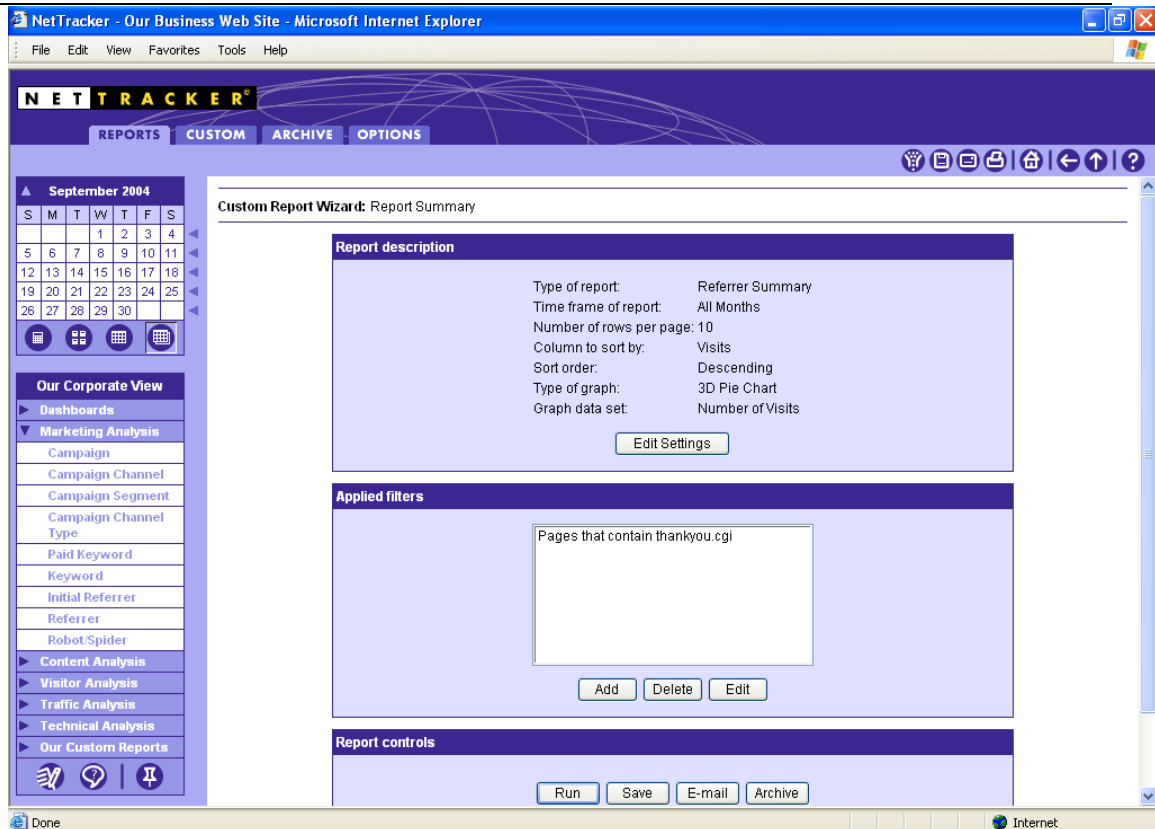 NetTracker - Our Business Web Site - Microsoft Internet Explorer
File Edit View Favorites Tools Help
NETTRACKER®
REPORTS CUSTOM ARCHIVE OPTIONS
September 2004
S M T W T F S
1 2 3 4
5 6 7 8 9 10 11
12 13 14 15 16 17 18
19 20 21 22 23 24 25
26 27 28 29 30
Our Corporate View
Dashboards
Marketing Analysis
Campaign
Campaign Channel
Campaign Segment
Campaign Channel
Type
Paid Keyword
Keyword
Initial Referrer
Referrer
Robot/Spider
Content Analysis
Visitor Analysis
Traffic Analysis
Technical Analysis
Our Custom Reports
Custom Report Wizard: Report Summary
Report description
Type of report: Referrer Summary
Time frame of report: All Months
Number of rows per page: 10
Column to sort by: Visits
Sort order: Descending
Type of graph: 3D Pie Chart
Graph data set: Number of Visits
Edit Settings
Applied filters
Pages that contain thankyou.cgi
Add Delete Edit
Report controls
Run Save E-mail Archive
Done Internet